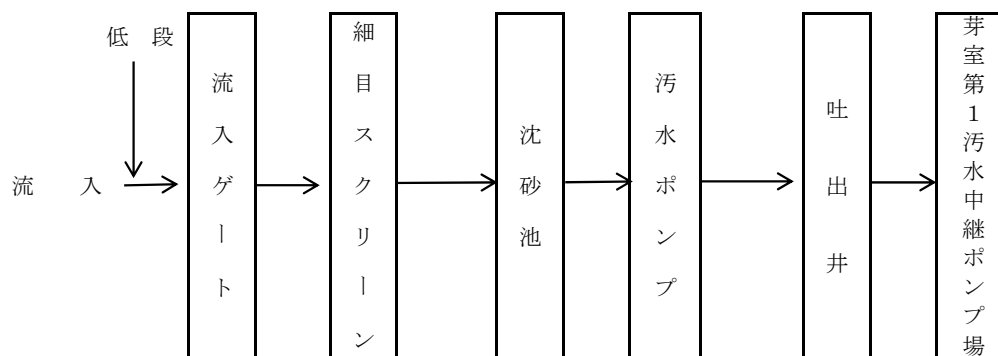 低段
流入
流入ゲート
細目スクリーン
沈砂池
汚水ポンプ
吐出井
芽室第1汚水中継ポンプ場